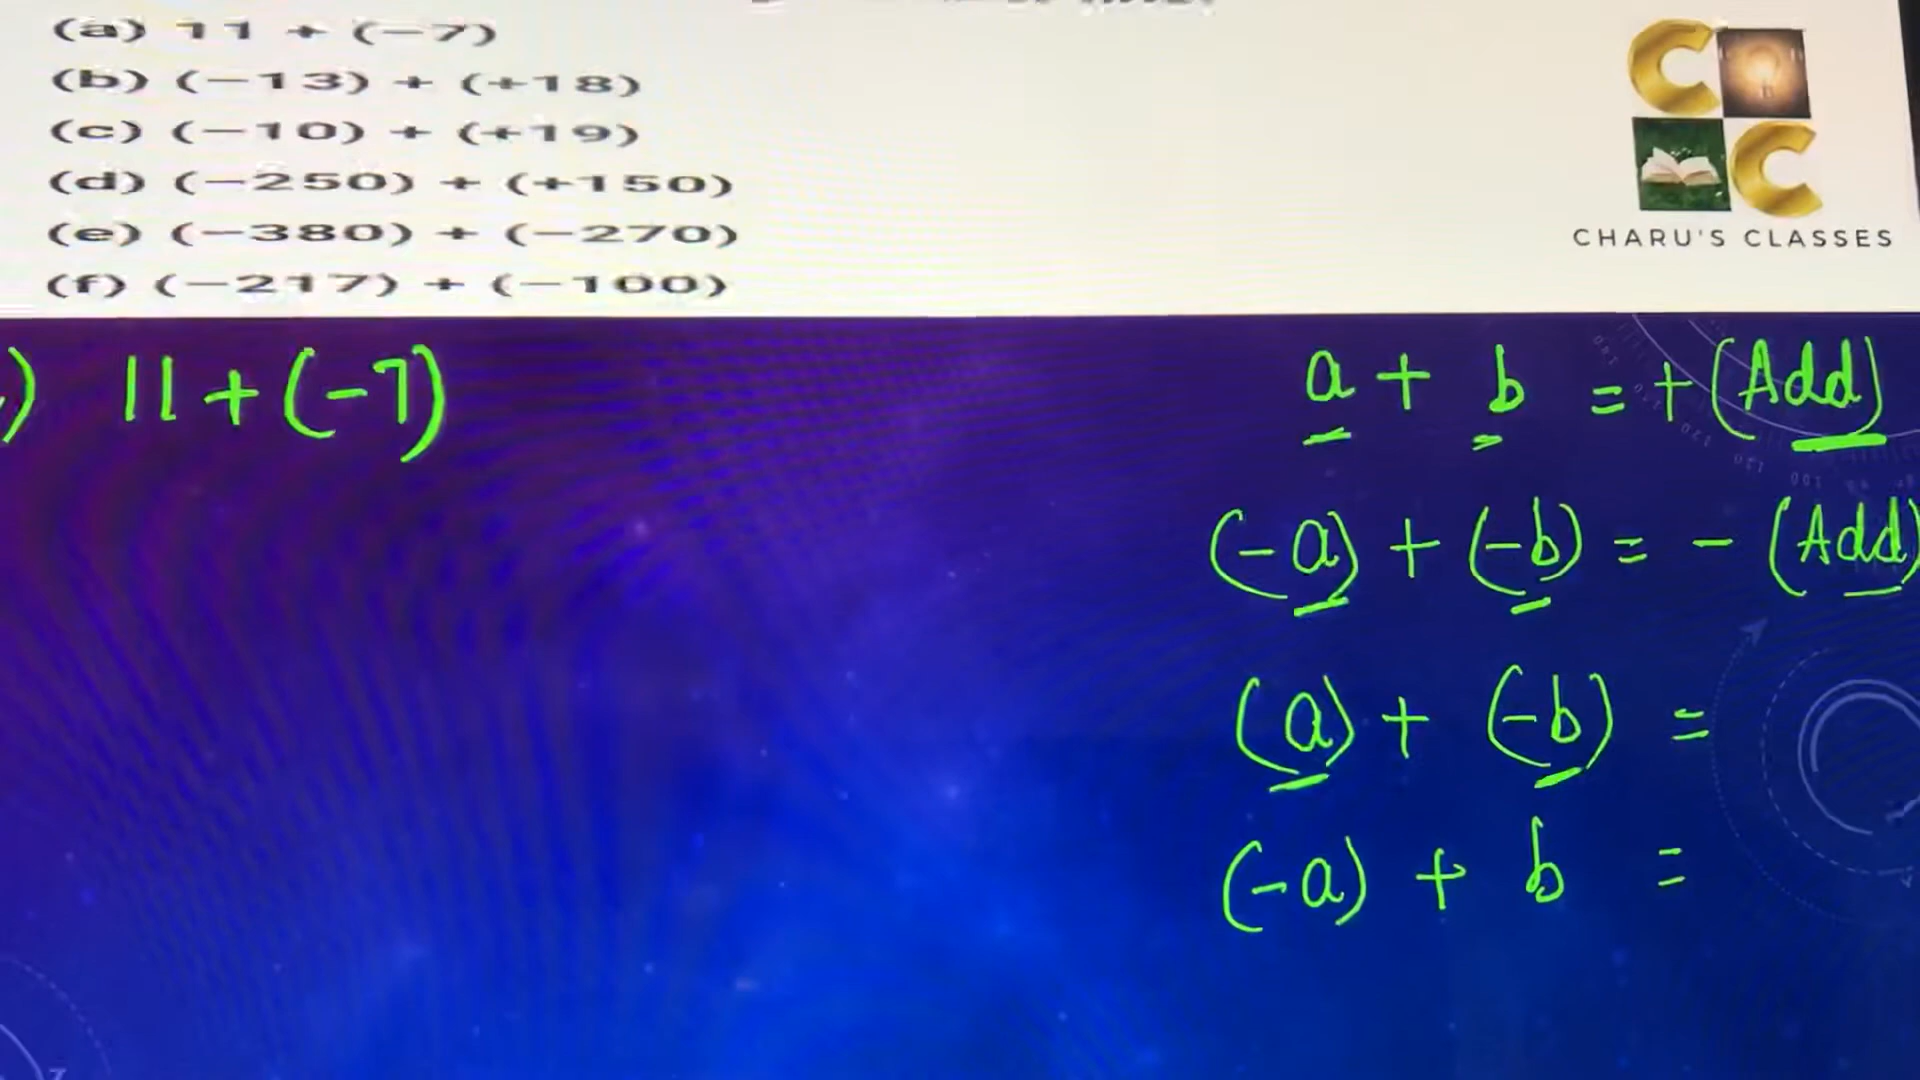 (a) 11 + (−7)
(b) (−13) + (+18)
(c) (−10) + (+19)
(d) (−250) + (+150)
(e) (−380) + (−270)
(f) (−217) + (−100)
CHARU'S CLASSES
) 11 + (-7)
a + b = + (Add)
(-a) + (-b) = - (Add)
(a) + (-b) =
(-a) + b =